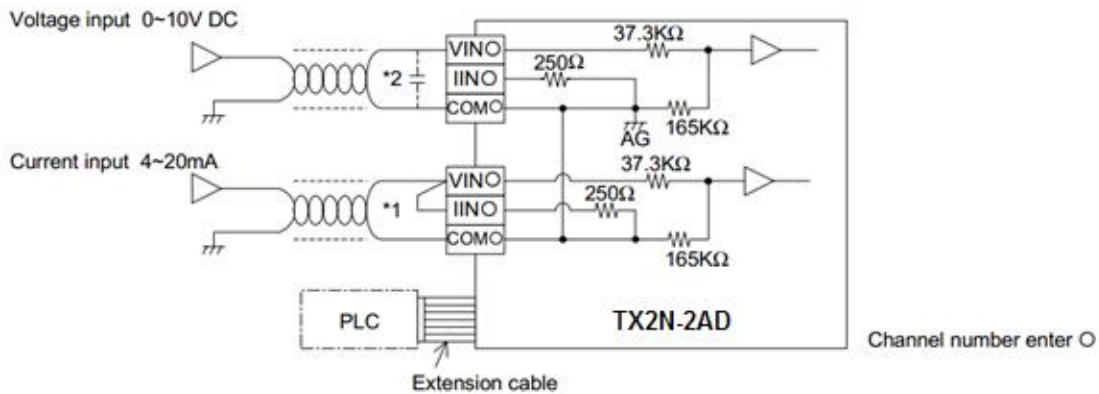 Voltage input 0~10V DC
*2
VIN○
IIN○
COM○
37.3KΩ
250Ω
AG
165KΩ
Current input 4~20mA
*1
VIN○
IIN○
COM○
37.3KΩ
250Ω
165KΩ
PLC
TX2N-2AD
Channel number enter ○
Extension cable